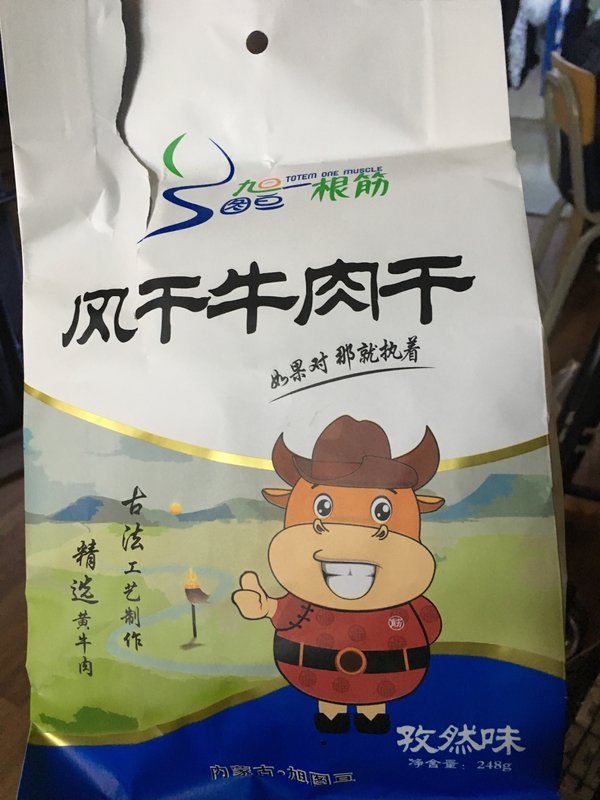 TOTEM ONE MUSCLE
旭图亘一根筋
风干牛肉干
如果对 那就执着
古法工艺制作
精选黄牛肉
孜然味
净含量：248g
内蒙古·旭图亘